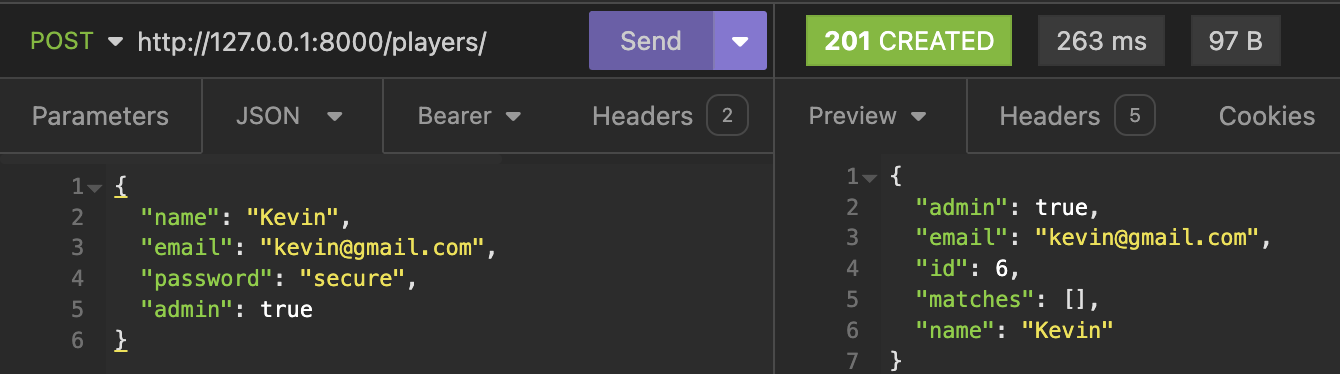 POST http://127.0.0.1:8000/players/ Send
Parameters JSON Bearer Headers 2
1 {
2 "name": "Kevin",
3 "email": "kevin@gmail.com",
4 "password": "secure",
5 "admin": true
6 }
201 CREATED 263 ms 97 B
Preview Headers 5 Cookies
1 {
2 "admin": true,
3 "email": "kevin@gmail.com",
4 "id": 6,
5 "matches": [],
6 "name": "Kevin"
7 }